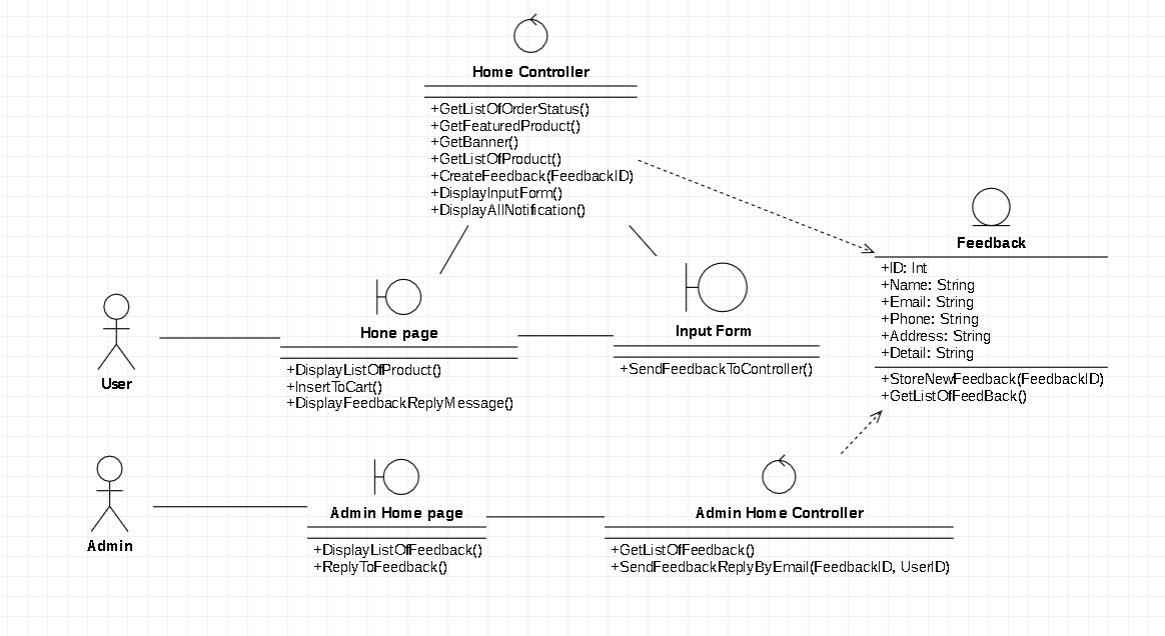 Home Controller
+GetListOfOrderStatus()
+GetFeaturedProduct()
+GetBanner()
+GetListOfProduct()
+CreateFeedback(FeedbackID)
+DisplayInputForm()
+DisplayAllNotification()
Feedback
+ID: Int
+Name: String
+Email: String
+Phone: String
+Address: String
+Detail: String
+StoreNewFeedback(FeedbackID)
+GetListOfFeedBack()
User
Hone page
+DisplayListOfProduct()
+InsertToCart()
+DisplayFeedbackReplyMessage()
Input Form
+SendFeedbackToController()
Admin
Admin Home page
+DisplayListOfFeedback()
+ReplyToFeedback()
Admin Home Controller
+GetListOfFeedback()
+SendFeedbackReplyByEmail(FeedbackID, UserID)